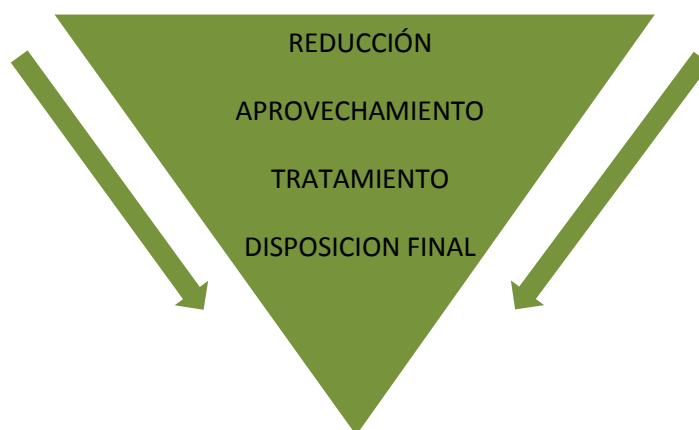 REDUCCIÓN
APROVECHAMIENTO
TRATAMIENTO
DISPOSICION FINAL